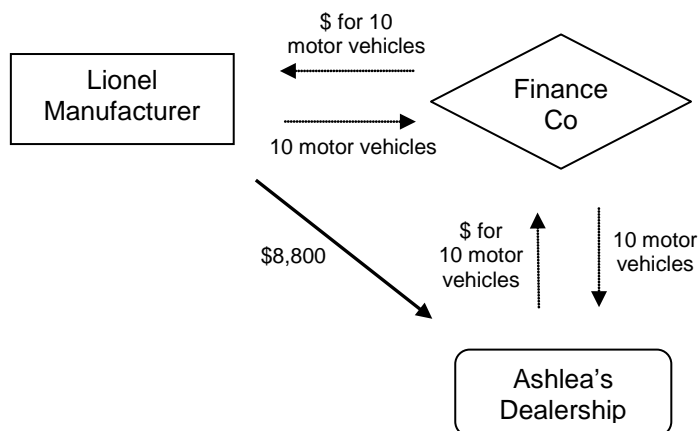 $ for 10
motor vehicles
Lionel
Manufacturer
Finance
Co
10 motor vehicles
$8,800
$ for
10 motor
vehicles
10 motor
vehicles
Ashlea's
Dealership